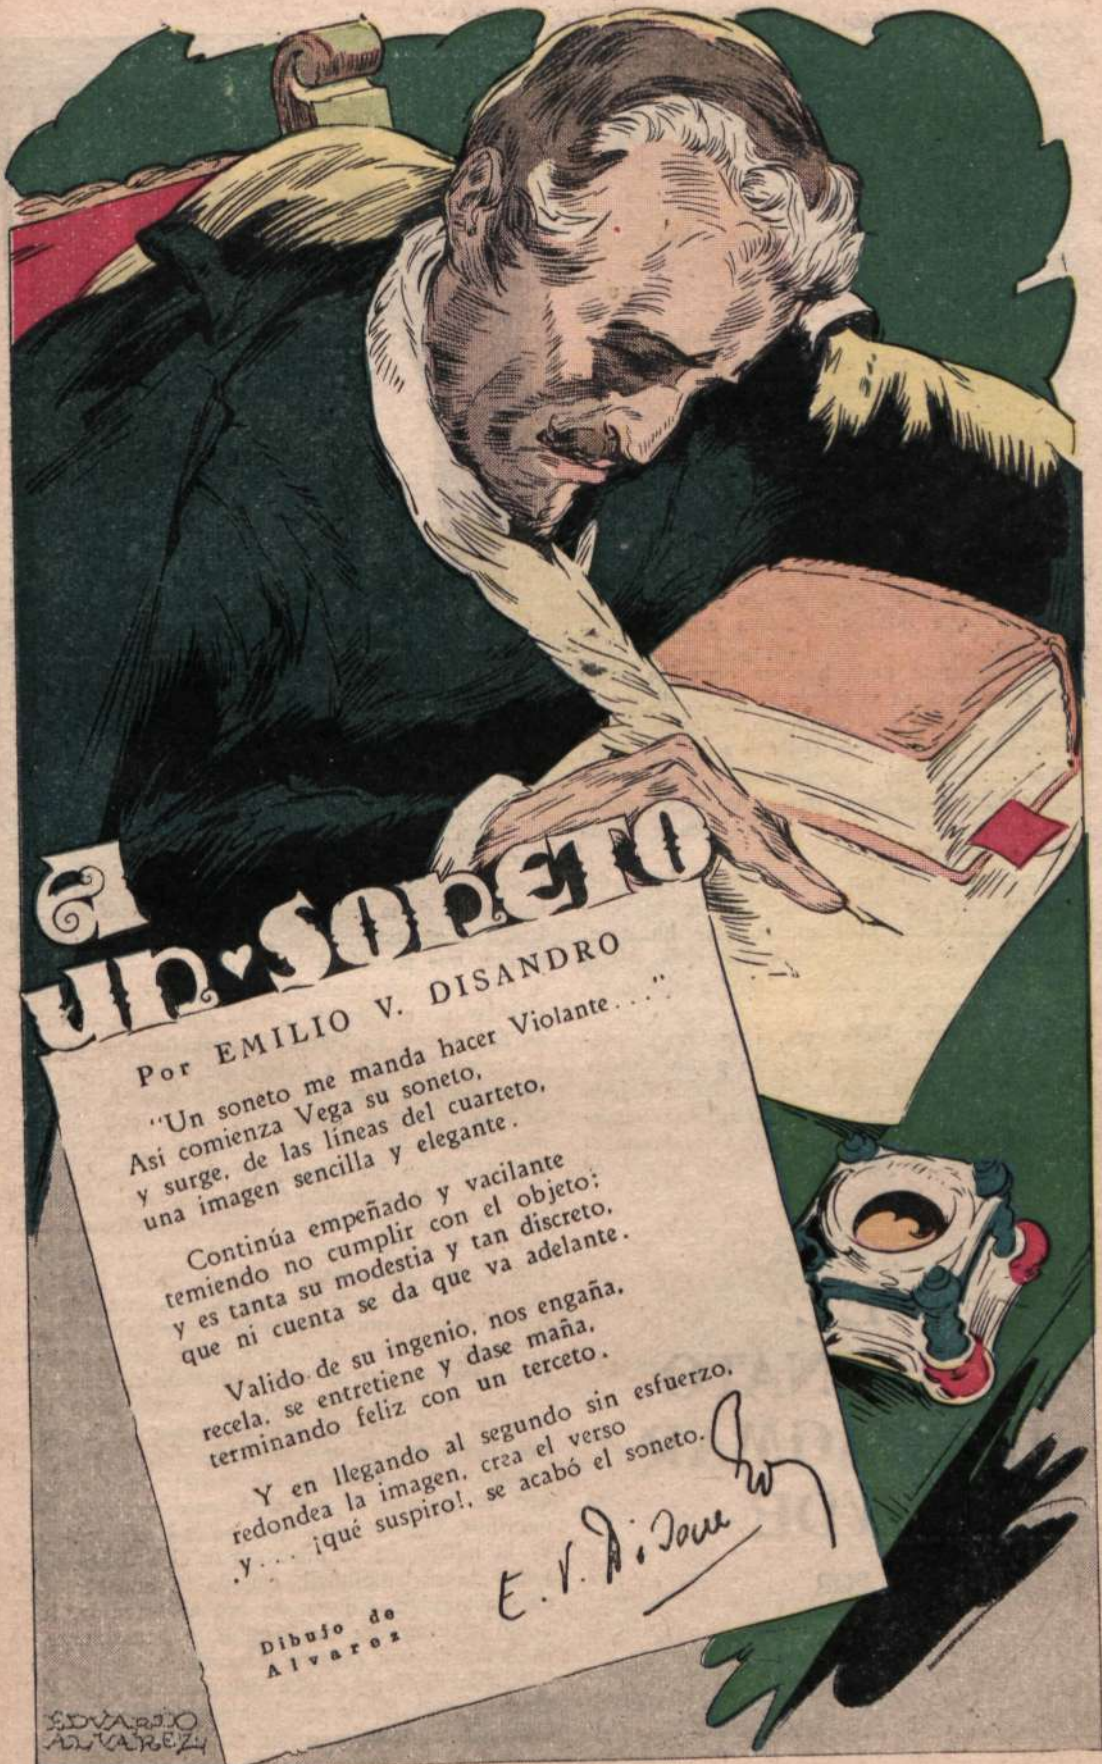 a
UN SONETO
Por EMILIO V. DISANDRO
"Un soneto me manda hacer Violante..."
Así comienza Vega su soneto,
y surge, de las líneas del cuarteto,
una imagen sencilla y elegante.
Continúa empeñado y vacilante
temiendo no cumplir con el objeto;
y es tanta su modestia y tan discreto,
que ni cuenta se da que va adelante.
Valido de su ingenio, nos engaña,
recela, se entretiene y dase maña,
terminando feliz con un terceto.
Y en llegando al segundo sin esfuerzo,
redondea la imagen, crea el verso
y... ¡qué suspiro!, se acabó el soneto.
E. V. Disandro
Dibujo de
Alvarez
EDVARDO
ALVAREZ